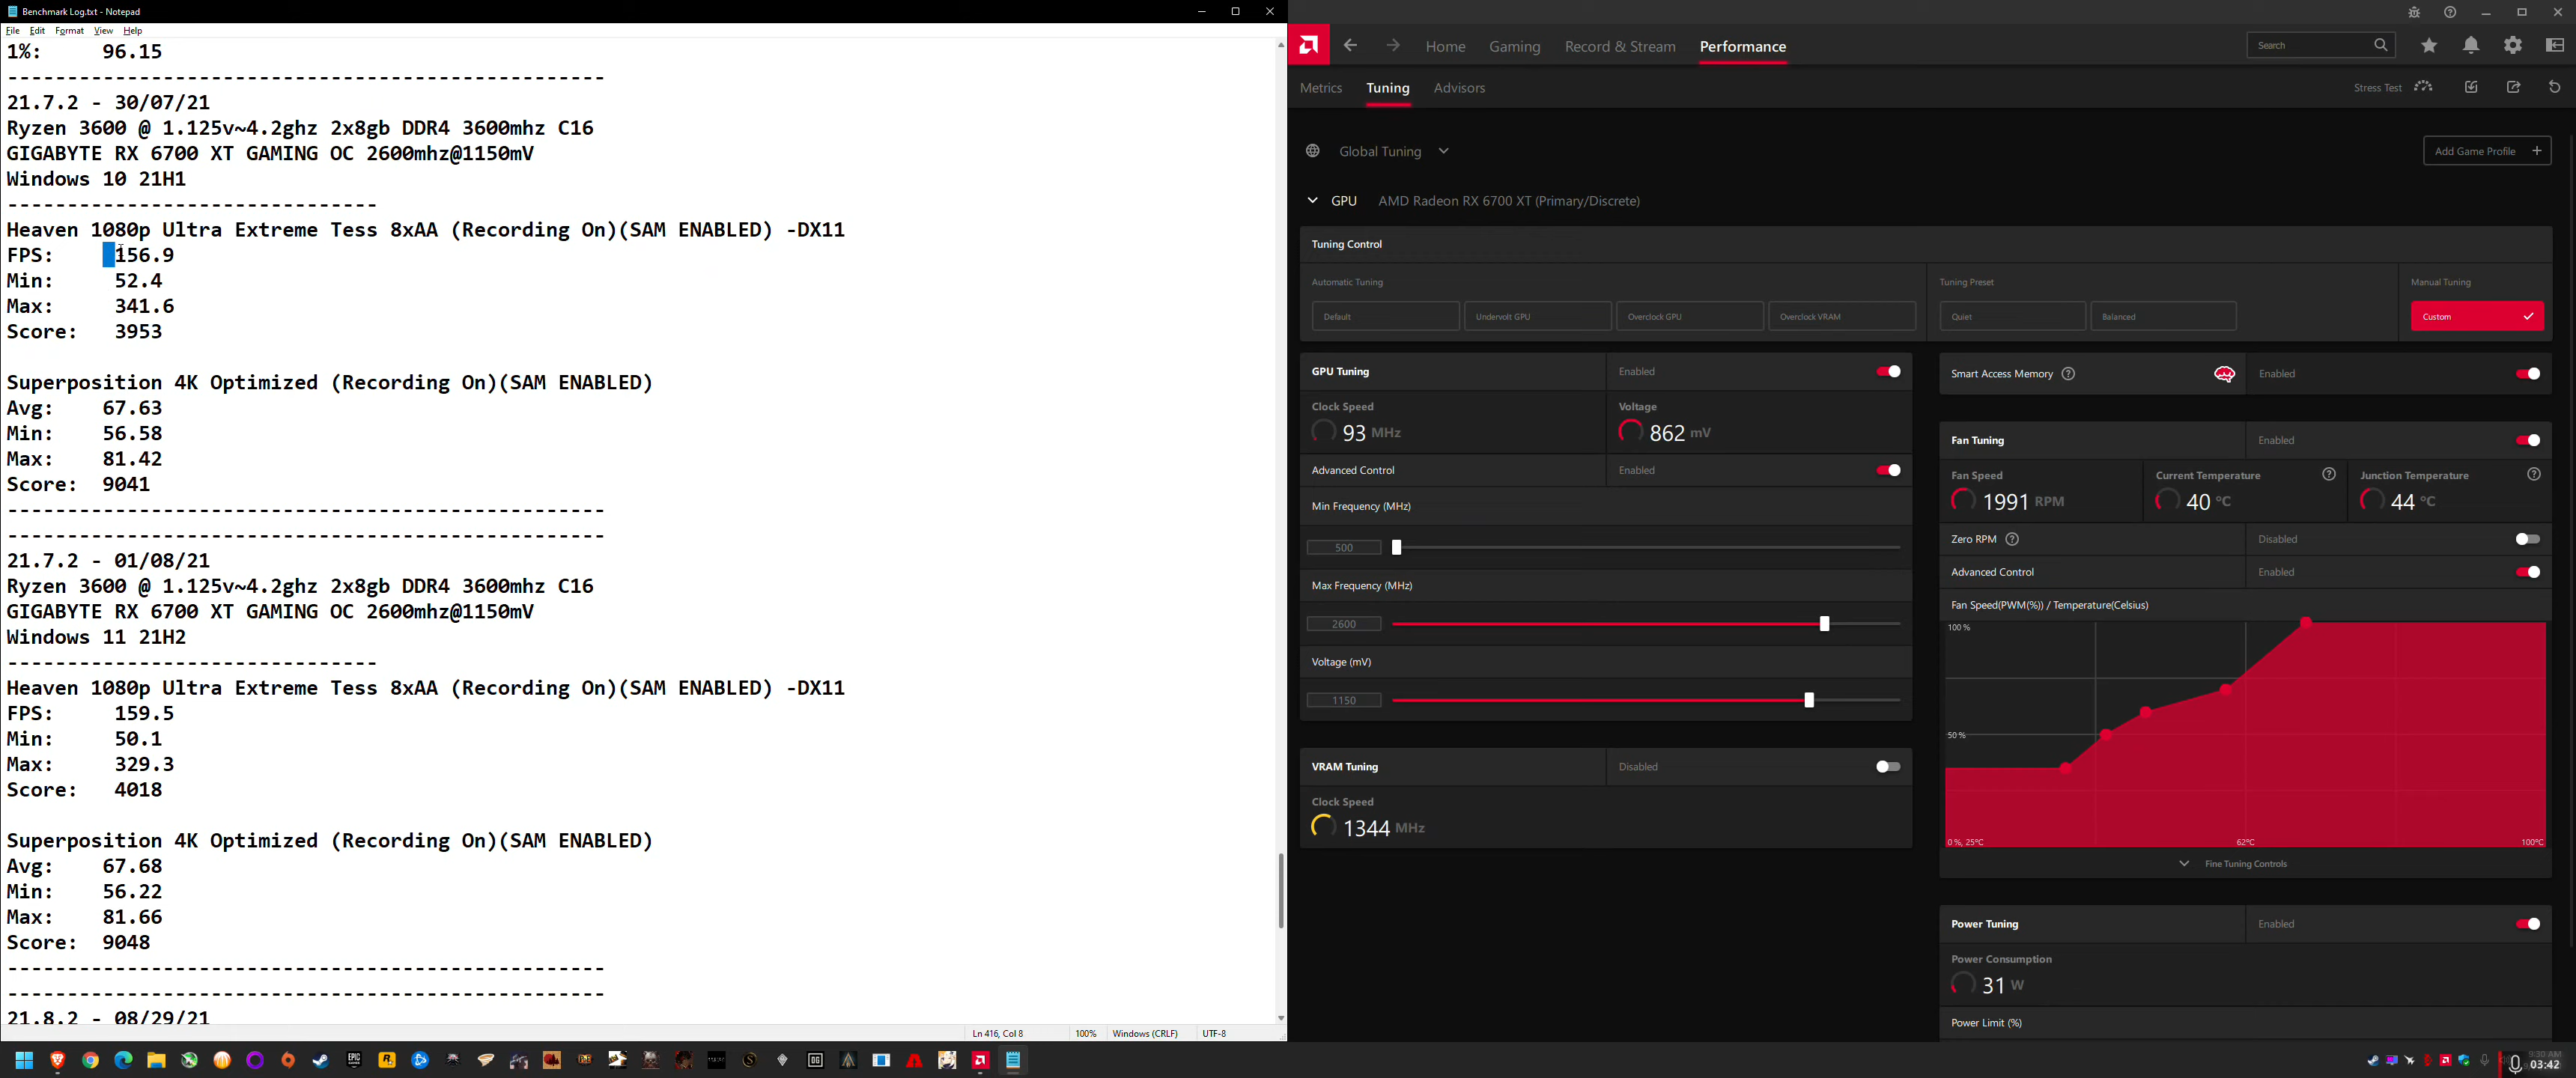 Benchmark Log.txt - Notepad
File Edit Format View Help
1%: 96.15
--------------------------------------------------
21.7.2 - 30/07/21
Ryzen 3600 @ 1.125v~4.2ghz 2x8gb DDR4 3600mhz C16
GIGABYTE RX 6700 XT GAMING OC 2600mhz@1150mV
Windows 10 21H1
-------------------------------
Heaven 1080p Ultra Extreme Tess 8xAA (Recording On)(SAM ENABLED) -DX11
FPS: 156.9
Min: 52.4
Max: 341.6
Score: 3953
Superposition 4K Optimized (Recording On)(SAM ENABLED)
Avg: 67.63
Min: 56.58
Max: 81.42
Score: 9041
--------------------------------------------------
--------------------------------------------------
21.7.2 - 01/08/21
Ryzen 3600 @ 1.125v~4.2ghz 2x8gb DDR4 3600mhz C16
GIGABYTE RX 6700 XT GAMING OC 2600mhz@1150mV
Windows 11 21H2
-------------------------------
Heaven 1080p Ultra Extreme Tess 8xAA (Recording On)(SAM ENABLED) -DX11
FPS: 159.5
Min: 50.1
Max: 329.3
Score: 4018
Superposition 4K Optimized (Recording On)(SAM ENABLED)
Avg: 67.68
Min: 56.22
Max: 81.66
Score: 9048
--------------------------------------------------
--------------------------------------------------
21.8.2 - 08/29/21
Ln 416, Col 8 100% Windows (CRLF) UTF-8
Home Gaming Record & Stream Performance Search
Metrics Tuning Advisors Stress Test
Global Tuning Add Game Profile
GPU AMD Radeon RX 6700 XT (Primary/Discrete)
Tuning Control
Automatic Tuning Tuning Preset Manual Tuning
Default Undervolt GPU Overclock GPU Overclock VRAM Quiet Balanced Custom
GPU Tuning Enabled
Clock Speed Voltage
93 MHz 862 mV
Advanced Control Enabled
Min Frequency (MHz)
500
Max Frequency (MHz)
2600
Voltage (mV)
1150
VRAM Tuning Disabled
Clock Speed
1344 MHz
Smart Access Memory Enabled
Fan Tuning Enabled
Fan Speed Current Temperature Junction Temperature
1991 RPM 40 °C 44 °C
Zero RPM Disabled
Advanced Control Enabled
Fan Speed(PWM(%)) / Temperature(Celsius)
100 %
50 %
0 %, 25°C 62°C 100°C
Fine Tuning Controls
Power Tuning Enabled
Power Consumption
31 W
Power Limit (%)
EPIC GAMES
OG
03:42